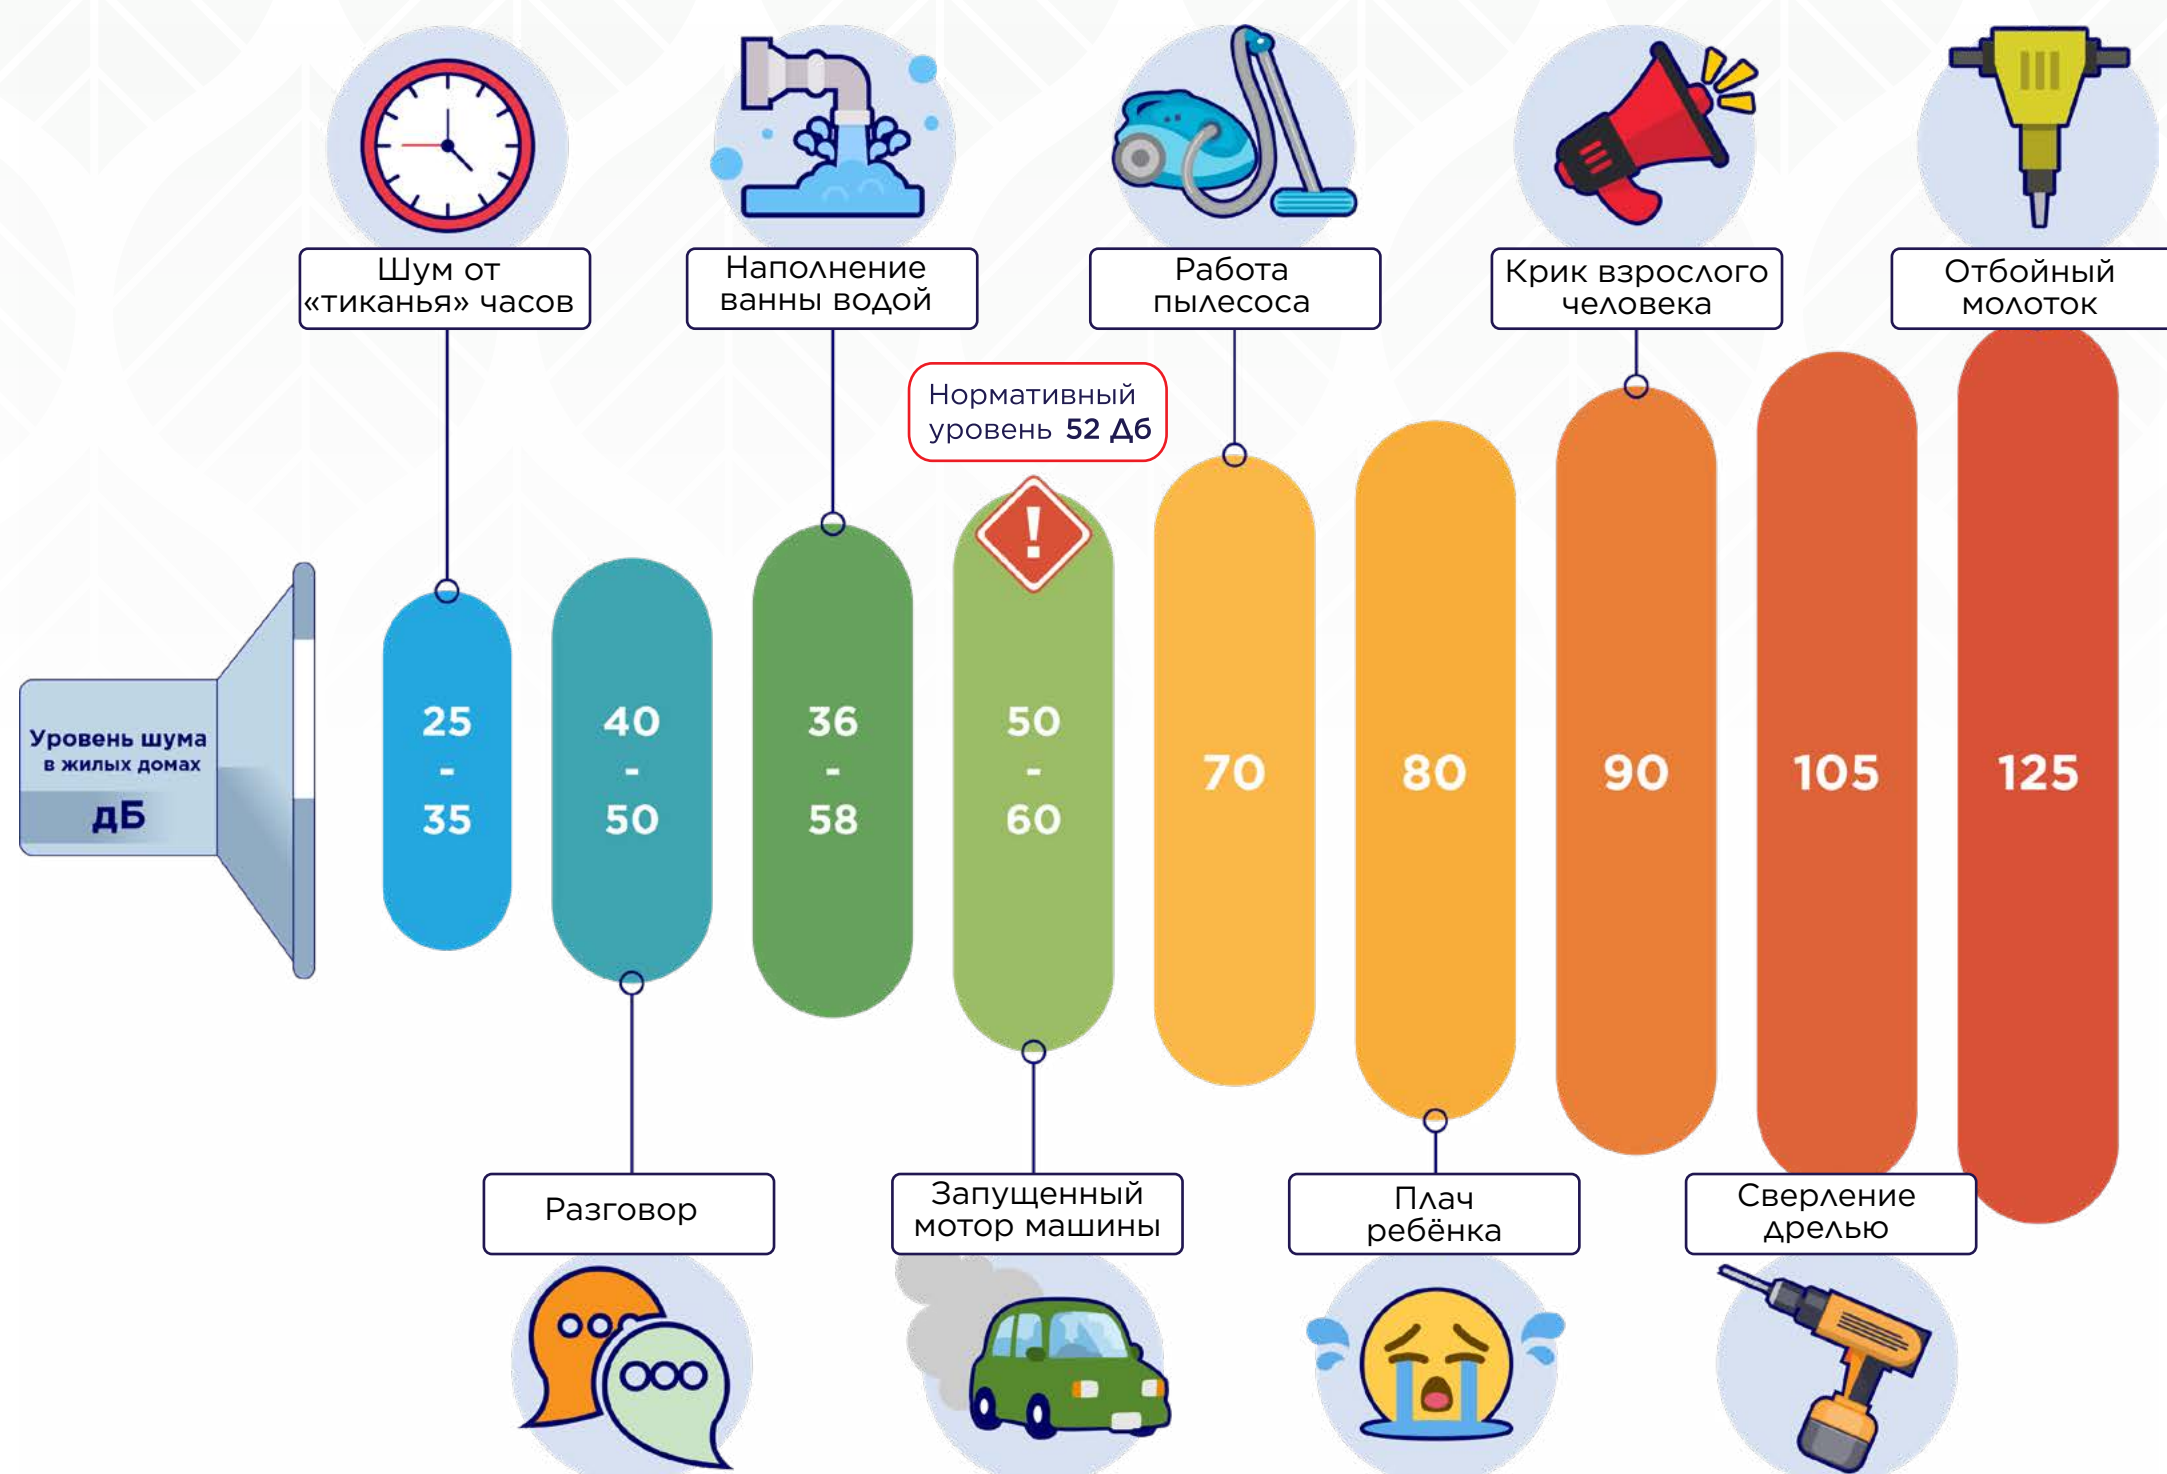 Шум от
«тиканья» часов
Наполнение
ванны водой
Работа
пылесоса
Крик взрослого
человека
Отбойный
молоток
Нормативный
уровень 52 Дб
Уровень шума
в жилых домах
дБ
25
-
35
40
-
50
36
-
58
50
-
60
70
80
90
105
125
!
Разговор
Запущенный
мотор машины
Плач
ребёнка
Сверление
дрелью